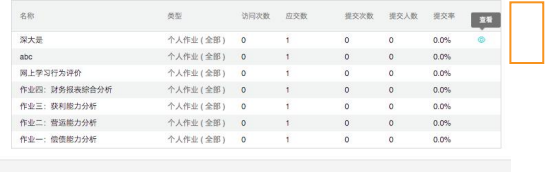 名称 类型 访问次数 应交数 提交次数 提交人数 提交率 查看
深大是 个人作业（全部） 0 1 0 0 0.0%
abc 个人作业（全部） 0 1 0 0 0.0%
网上学习行为评价 个人作业（全部） 0 1 0 0 0.0%
作业四：财务报表综合分析 个人作业（全部） 0 1 0 0 0.0%
作业三：获利能力分析 个人作业（全部） 0 1 0 0 0.0%
作业二：营运能力分析 个人作业（全部） 0 1 0 0 0.0%
作业一：偿债能力分析 个人作业（全部） 0 1 0 0 0.0%